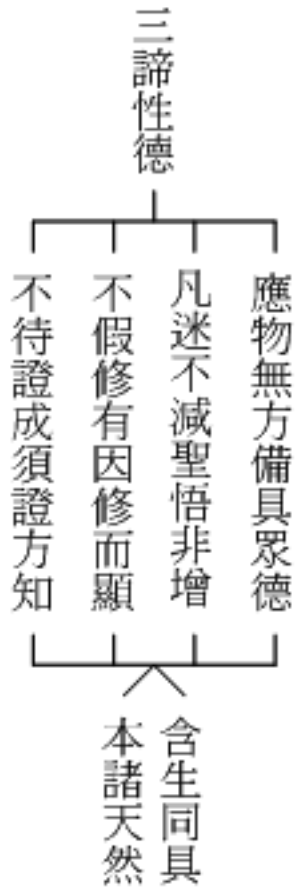 三諦性德
應物無方備具眾德
凡迷不減聖悟非增
不假修有因修而顯
不待證成須證方知
含生同具
本諸天然